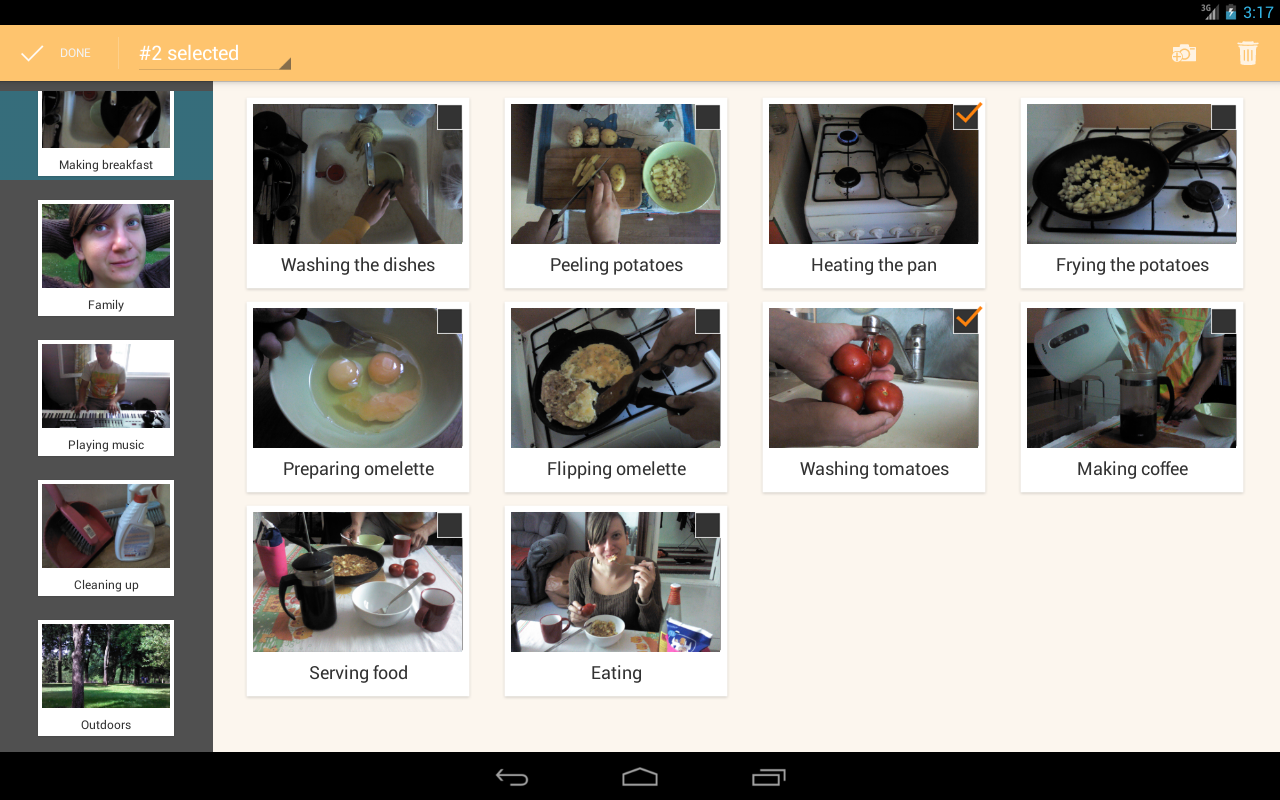 3G 3:17
DONE #2 selected
Making breakfast
Family
Playing music
Cleaning up
Outdoors
Washing the dishes
Peeling potatoes
Heating the pan
Frying the potatoes
Preparing omelette
Flipping omelette
Washing tomatoes
Making coffee
Serving food
Eating